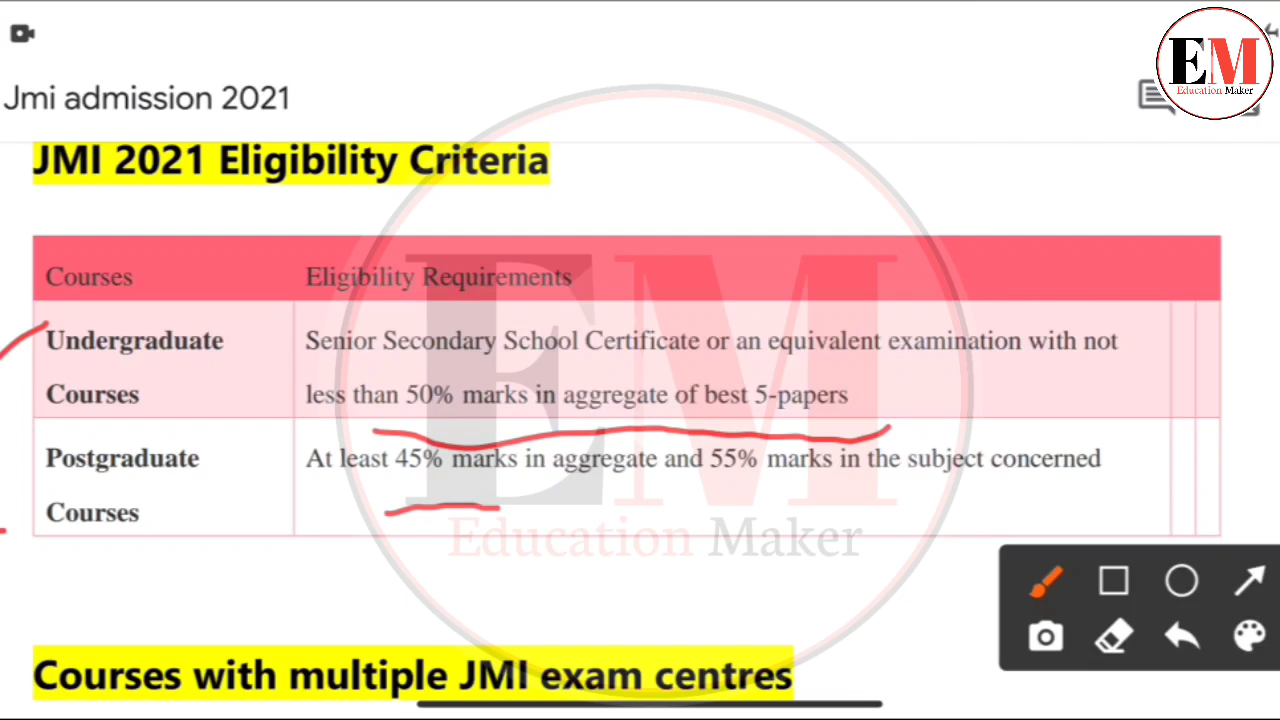 EM
Education Maker
Jmi admission 2021
JMI 2021 Eligibility Criteria
Courses Eligibility Requirements
Undergraduate Courses Senior Secondary School Certificate or an equivalent examination with not
less than 50% marks in aggregate of best 5-papers
Postgraduate Courses At least 45% marks in aggregate and 55% marks in the subject concerned
EM
Education Maker
Courses with multiple JMI exam centres